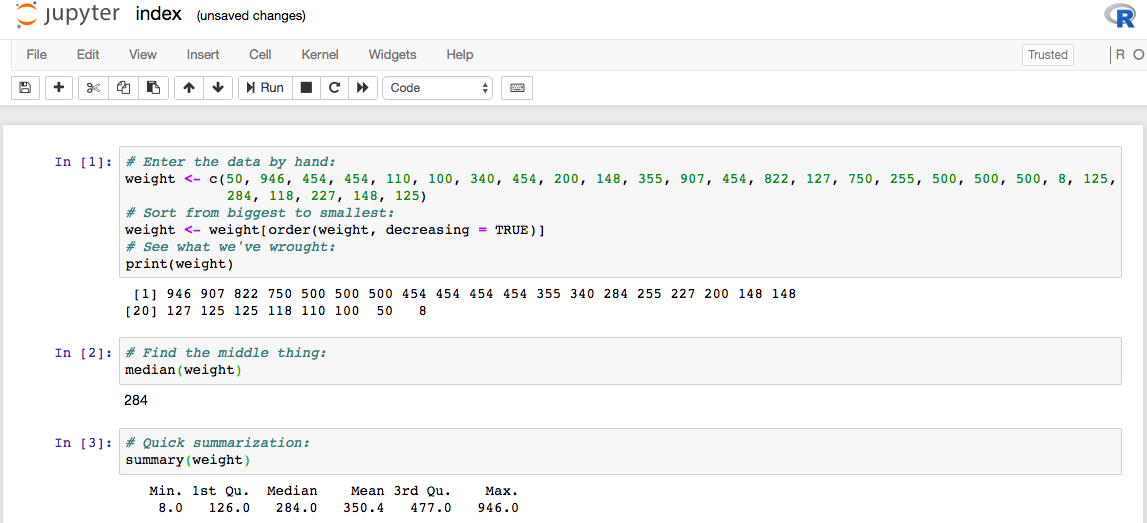 jupyter index (unsaved changes)
File Edit View Insert Cell Kernel Widgets Help Trusted R
Run Code
In [1]: # Enter the data by hand:
weight <- c(50, 946, 454, 454, 110, 100, 340, 454, 200, 148, 355, 907, 454, 822, 127, 750, 255, 500, 500, 500, 8, 125,
284, 118, 227, 148, 125)
# Sort from biggest to smallest:
weight <- weight[order(weight, decreasing = TRUE)]
# See what we've wrought:
print(weight)
[1] 946 907 822 750 500 500 500 454 454 454 454 355 340 284 255 227 200 148 148
[20] 127 125 125 118 110 100 50 8
In [2]: # Find the middle thing:
median(weight)
284
In [3]: # Quick summarization:
summary(weight)
Min. 1st Qu. Median Mean 3rd Qu. Max.
8.0 126.0 284.0 350.4 477.0 946.0